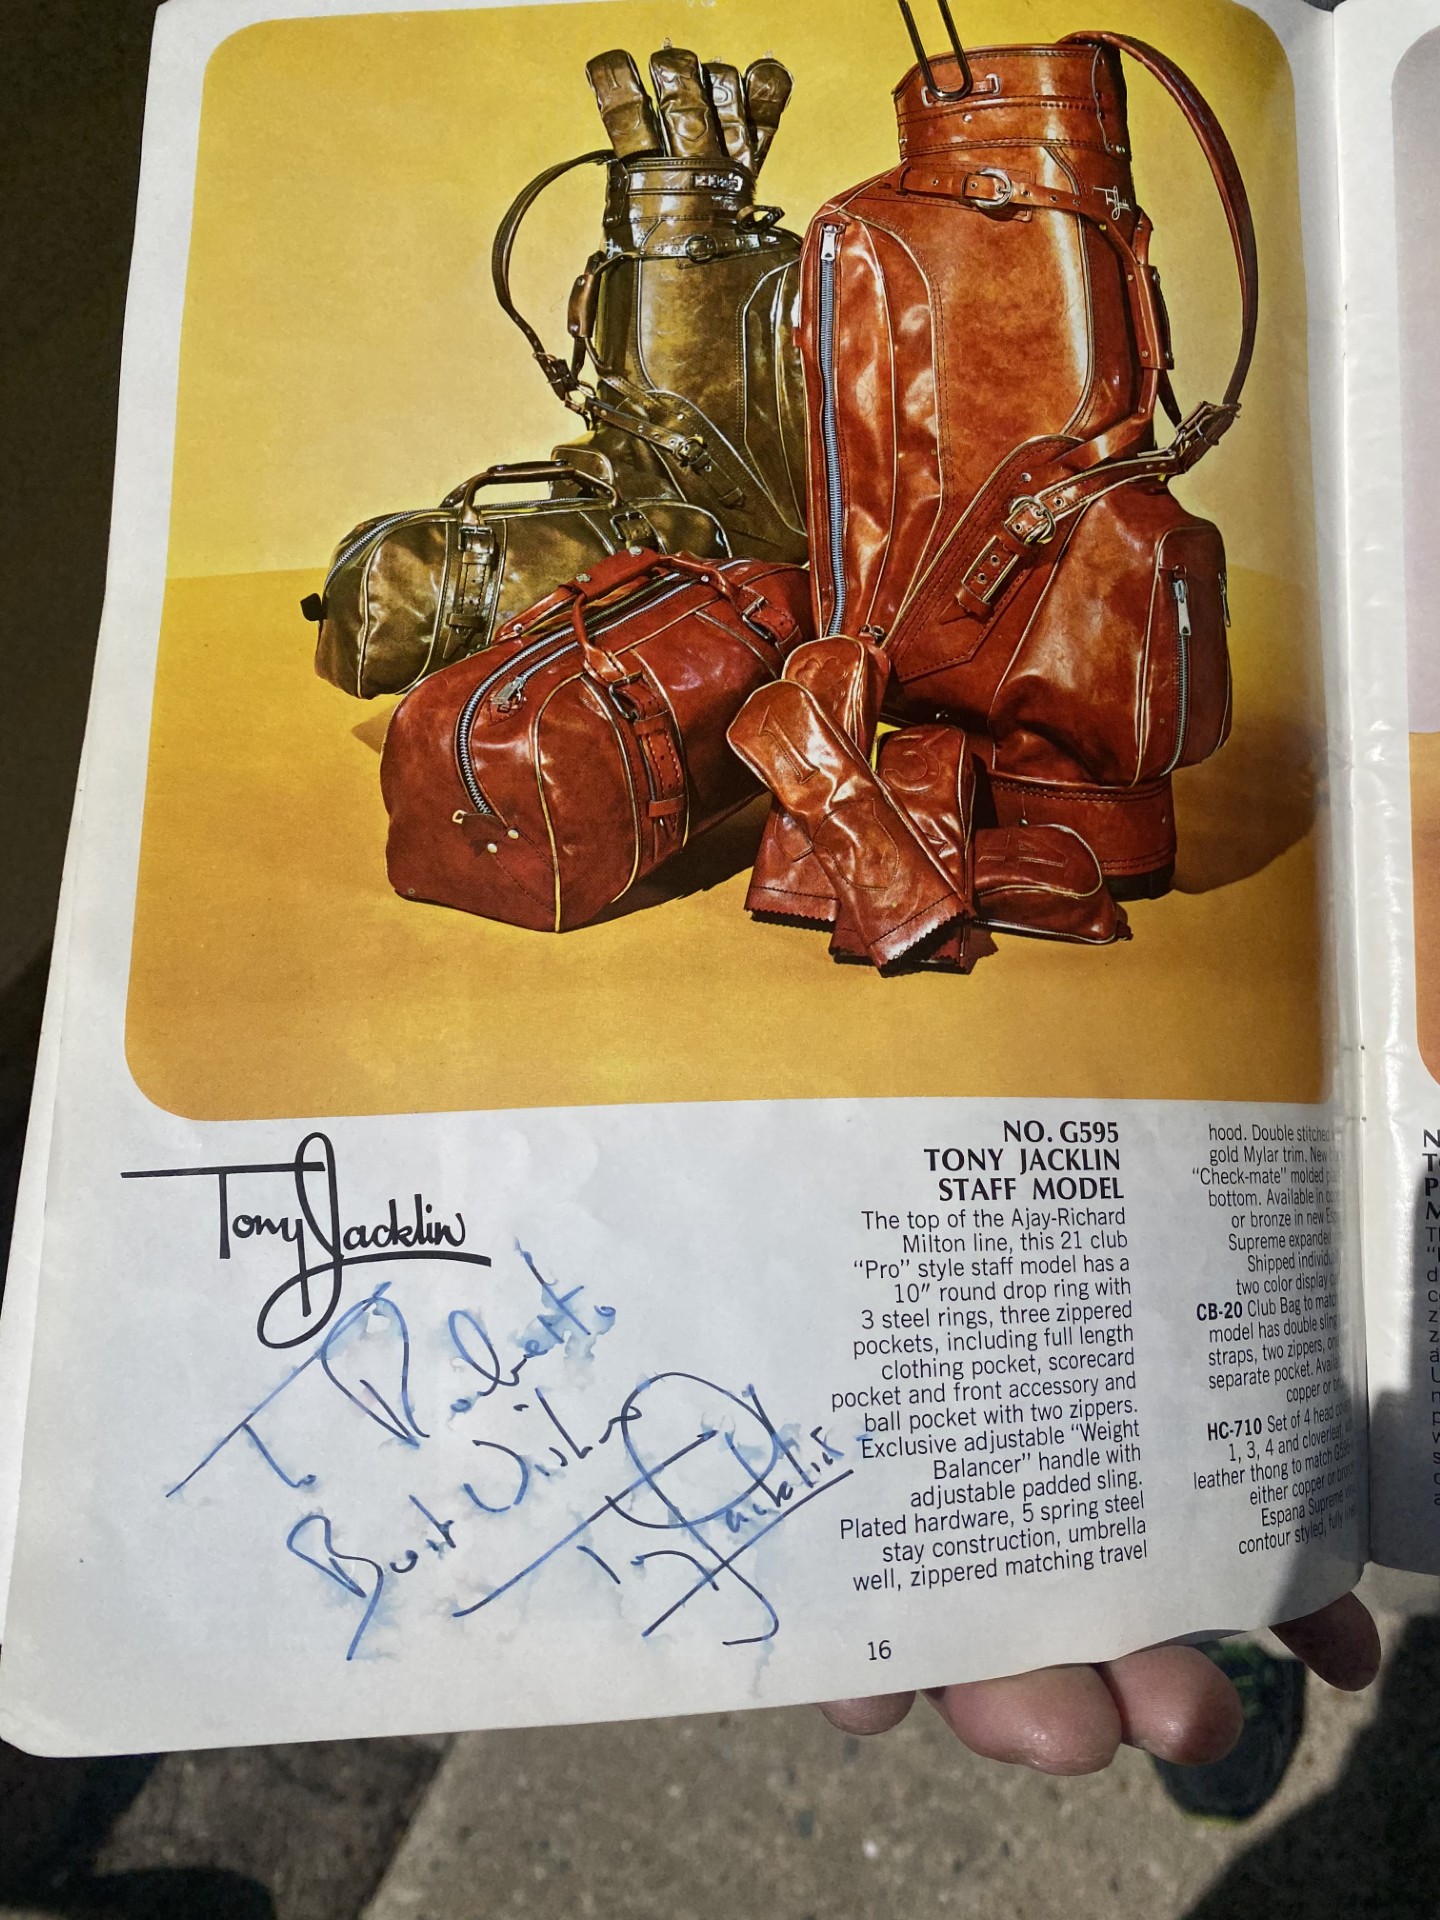 Tony Jacklin
To Roberto
Best Wishes
Tony Jacklin
NO. G595
TONY JACKLIN
STAFF MODEL
The top of the Ajay-Richard
Milton line, this 21 club
“Pro” style staff model has a
10″ round drop ring with
3 steel rings, three zippered
pockets, including full length
clothing pocket, scorecard
pocket and front accessory and
ball pocket with two zippers.
Exclusive adjustable “Weight
Balancer” handle with
adjustable padded sling.
Plated hardware, 5 spring steel
stay construction, umbrella
well, zippered matching travel
hood. Double stitched
gold Mylar trim. New
“Check-mate” molded
bottom. Available in
or bronze in new
Supreme expanded
Shipped
two color display
CB-20 Club Bag to match
model has double sling
straps, two zippers,
separate pocket.
copper or
HC-710 Set of 4 head
1, 3, 4 and cloverleaf
leather thong to match
either copper or
Espana Supreme
contour styled, fully
16